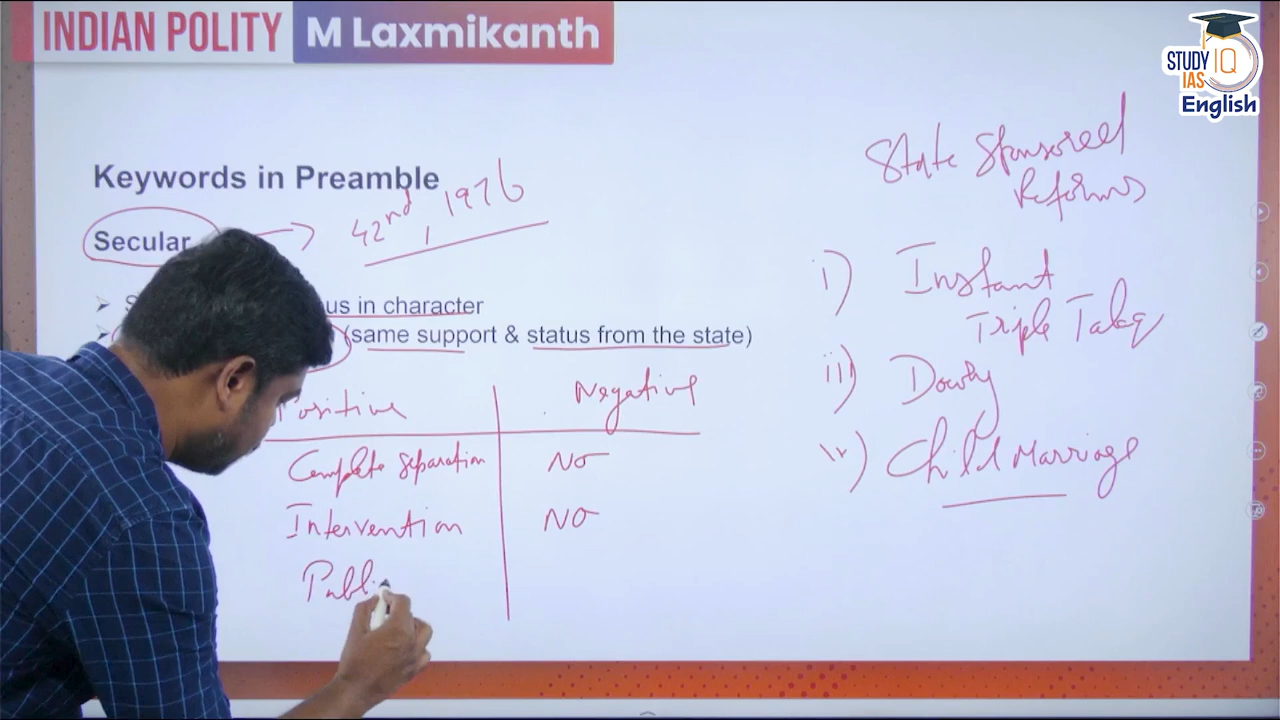 INDIAN POLITY M Laxmikanth
STUDY IQ
IAS
English
Keywords in Preamble
Secular
42nd, 1976
us in character
(same support & status from the state)
Positive Negative
Complete Separation NO
Intervention NO
Publi
State Sponsored
Reforms
i) Instant
Triple Talaq
iii) Dowry
iv) Child Marriage